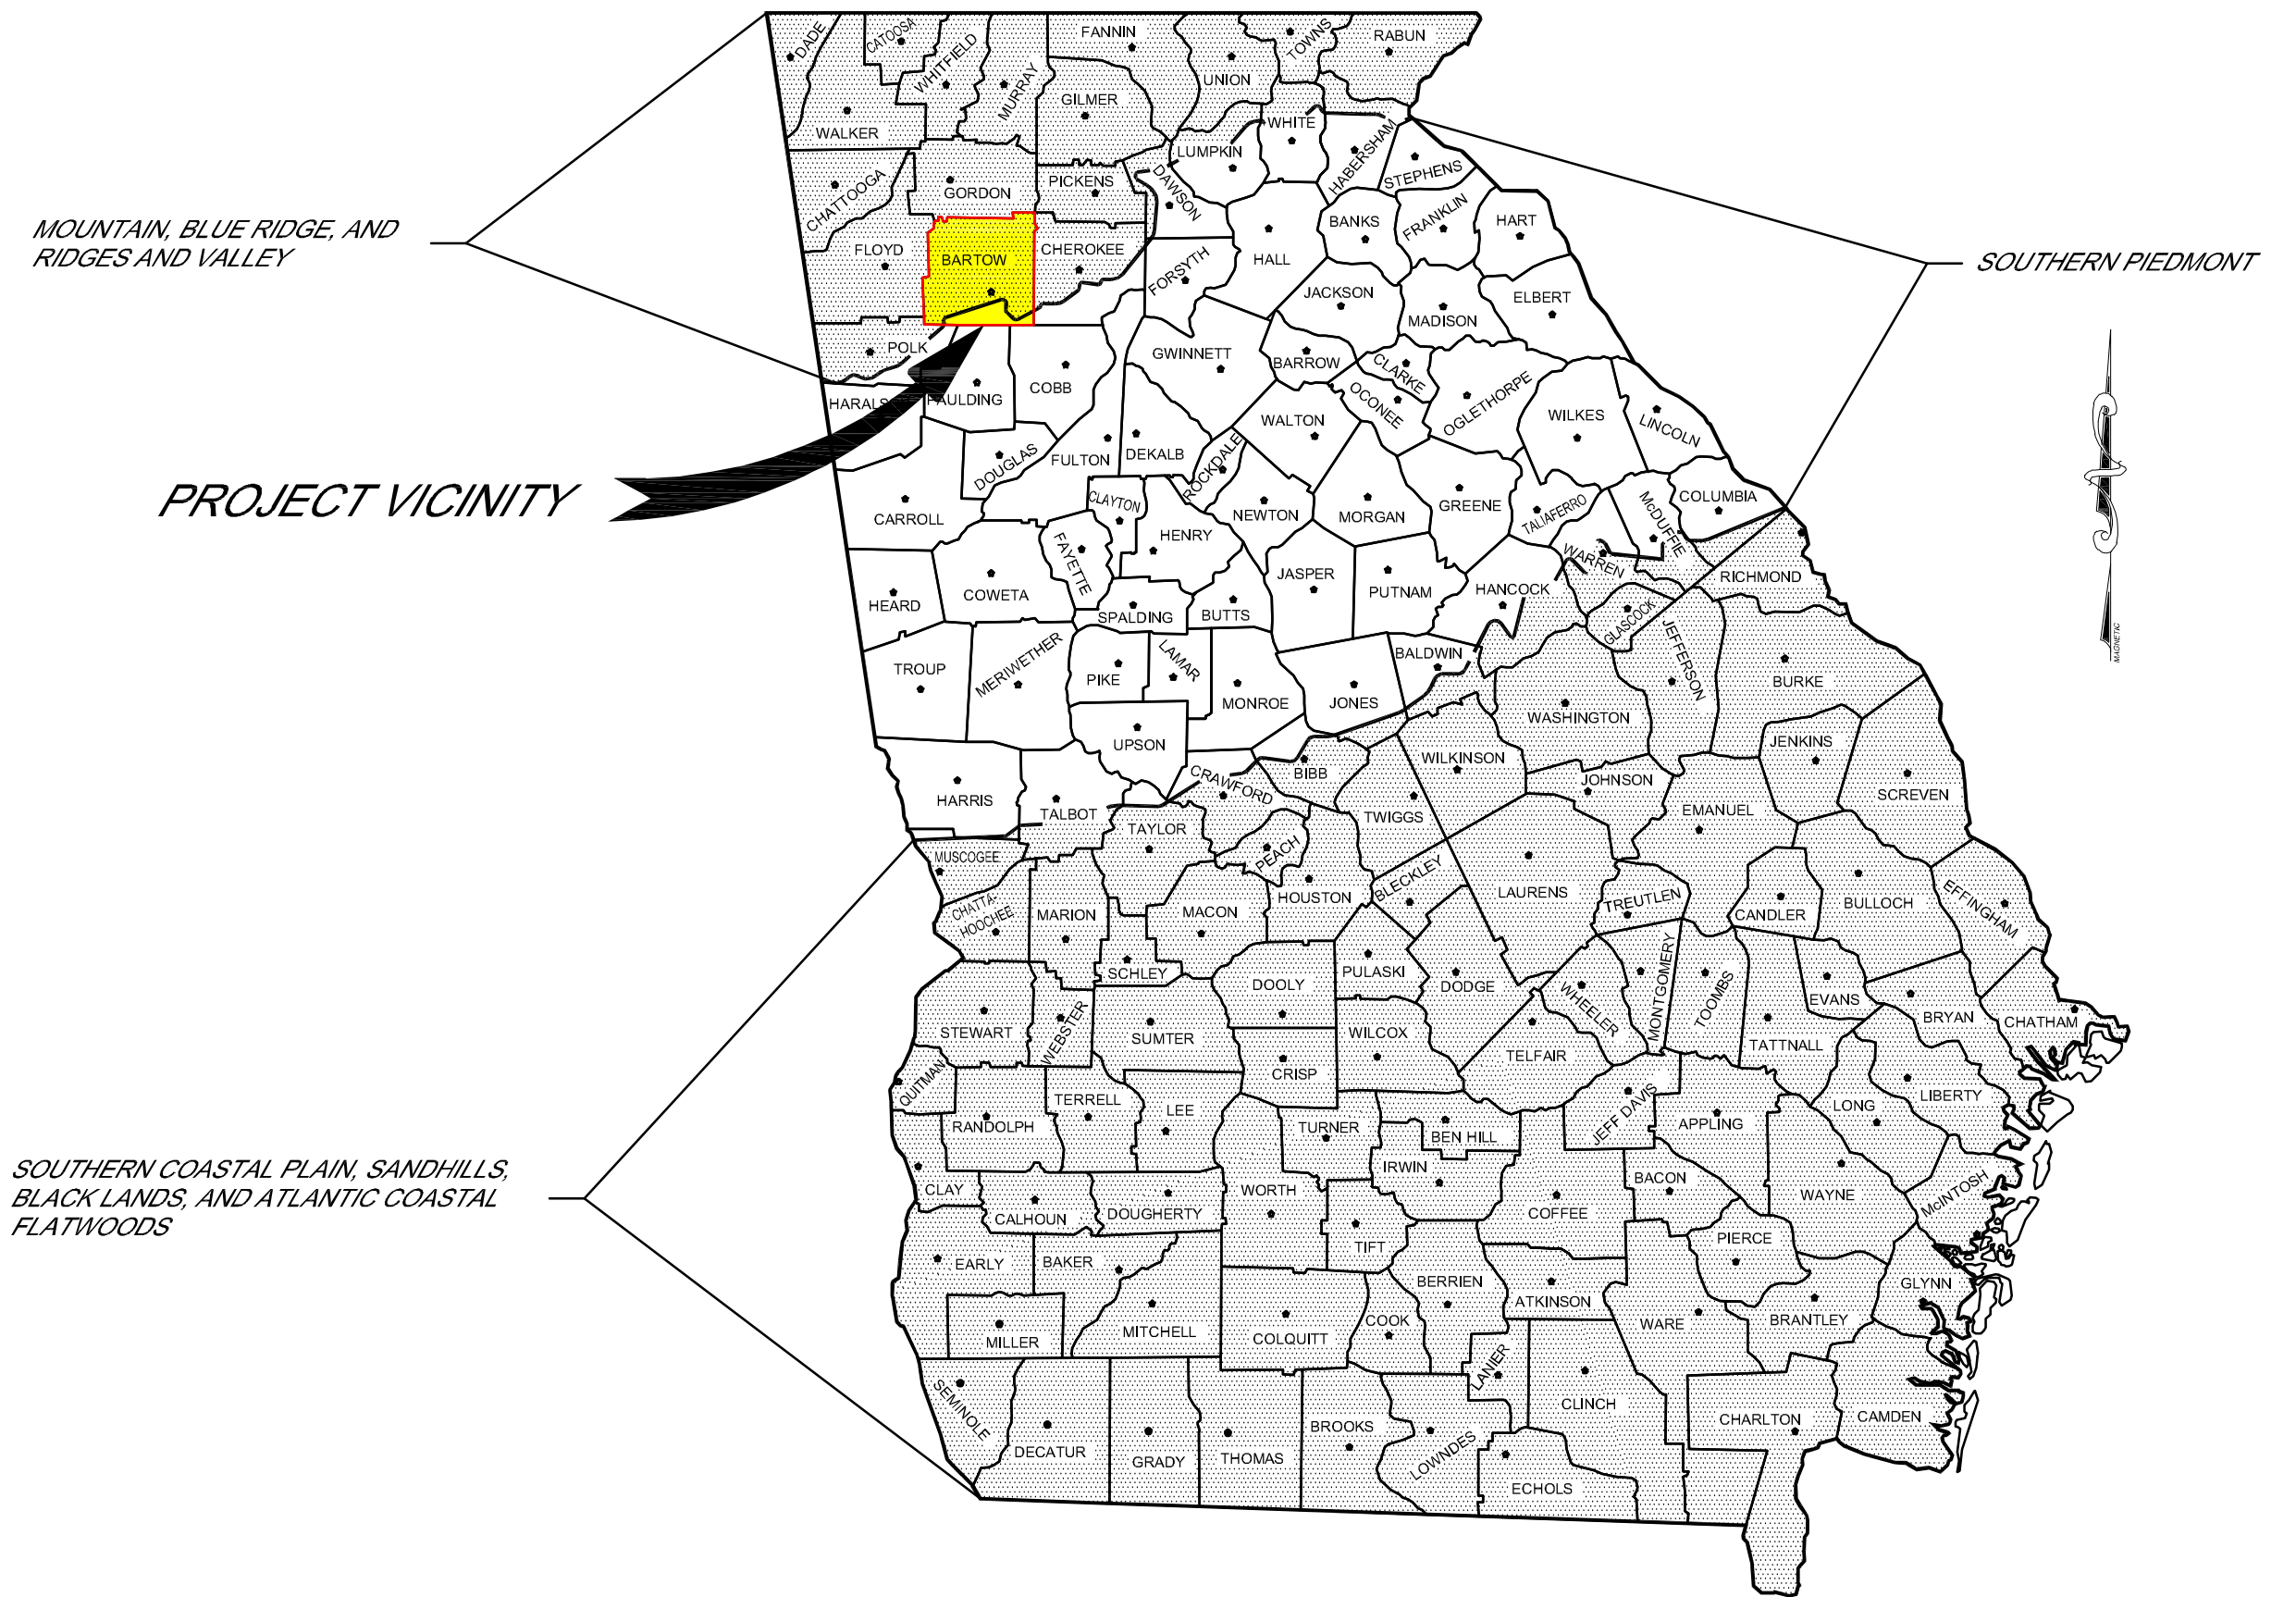 DADE
CATOOSA
WHITFIELD
MURRAY
FANNIN
UNION
TOWNS
RABUN
WALKER
GILMER
LUMPKIN
WHITE
HABERSHAM
STEPHENS
CHATTOOGA
GORDON
PICKENS
DAWSON
BANKS
FRANKLIN
HART
MOUNTAIN, BLUE RIDGE, AND
RIDGES AND VALLEY
FLOYD
BARTOW
CHEROKEE
FORSYTH
HALL
SOUTHERN PIEDMONT
JACKSON
MADISON
ELBERT
POLK
GWINNETT
BARROW
CLARKE
COBB
PAULDING
OCONEE
OGLETHORPE
WALTON
WILKES
LINCOLN
DOUGLAS
FULTON
DEKALB
ROCKDALE
PROJECT VICINITY
CARROLL
CLAYTON
HENRY
NEWTON
MORGAN
GREENE
TALIAFERRO
McDUFFIE
COLUMBIA
WARREN
RICHMOND
FAYETTE
HEARD
COWETA
SPALDING
BUTTS
JASPER
PUTNAM
HANCOCK
GLASCOCK
JEFFERSON
MAGNETIC
TROUP
MERIWETHER
PIKE
LAMAR
MONROE
JONES
BALDWIN
WASHINGTON
BURKE
UPSON
BIBB
WILKINSON
JOHNSON
JENKINS
SCREVEN
HARRIS
TALBOT
TAYLOR
CRAWFORD
PEACH
TWIGGS
EMANUEL
MUSCOGEE
CHATTA-
HOOCHEE
MARION
MACON
HOUSTON
BLECKLEY
LAURENS
TREUTLEN
CANDLER
BULLOCH
EFFINGHAM
SCHLEY
DOOLY
PULASKI
DODGE
WHEELER
MONTGOMERY
TOOMBS
EVANS
BRYAN
CHATHAM
STEWART
WEBSTER
SUMTER
CRISP
WILCOX
TELFAIR
TATTNALL
QUITMAN
RANDOLPH
TERRELL
LEE
TURNER
BEN HILL
JEFF DAVIS
APPLING
LONG
LIBERTY
SOUTHERN COASTAL PLAIN, SANDHILLS,
BLACK LANDS, AND ATLANTIC COASTAL
FLATWOODS
CLAY
CALHOUN
DOUGHERTY
WORTH
IRWIN
TIFT
COFFEE
BACON
WAYNE
McINTOSH
EARLY
BAKER
PIERCE
MILLER
MITCHELL
COLQUITT
COOK
BERRIEN
ATKINSON
WARE
BRANTLEY
GLYNN
SEMINOLE
DECATUR
GRADY
THOMAS
BROOKS
LOWNDES
LANIER
CLINCH
ECHOLS
CHARLTON
CAMDEN